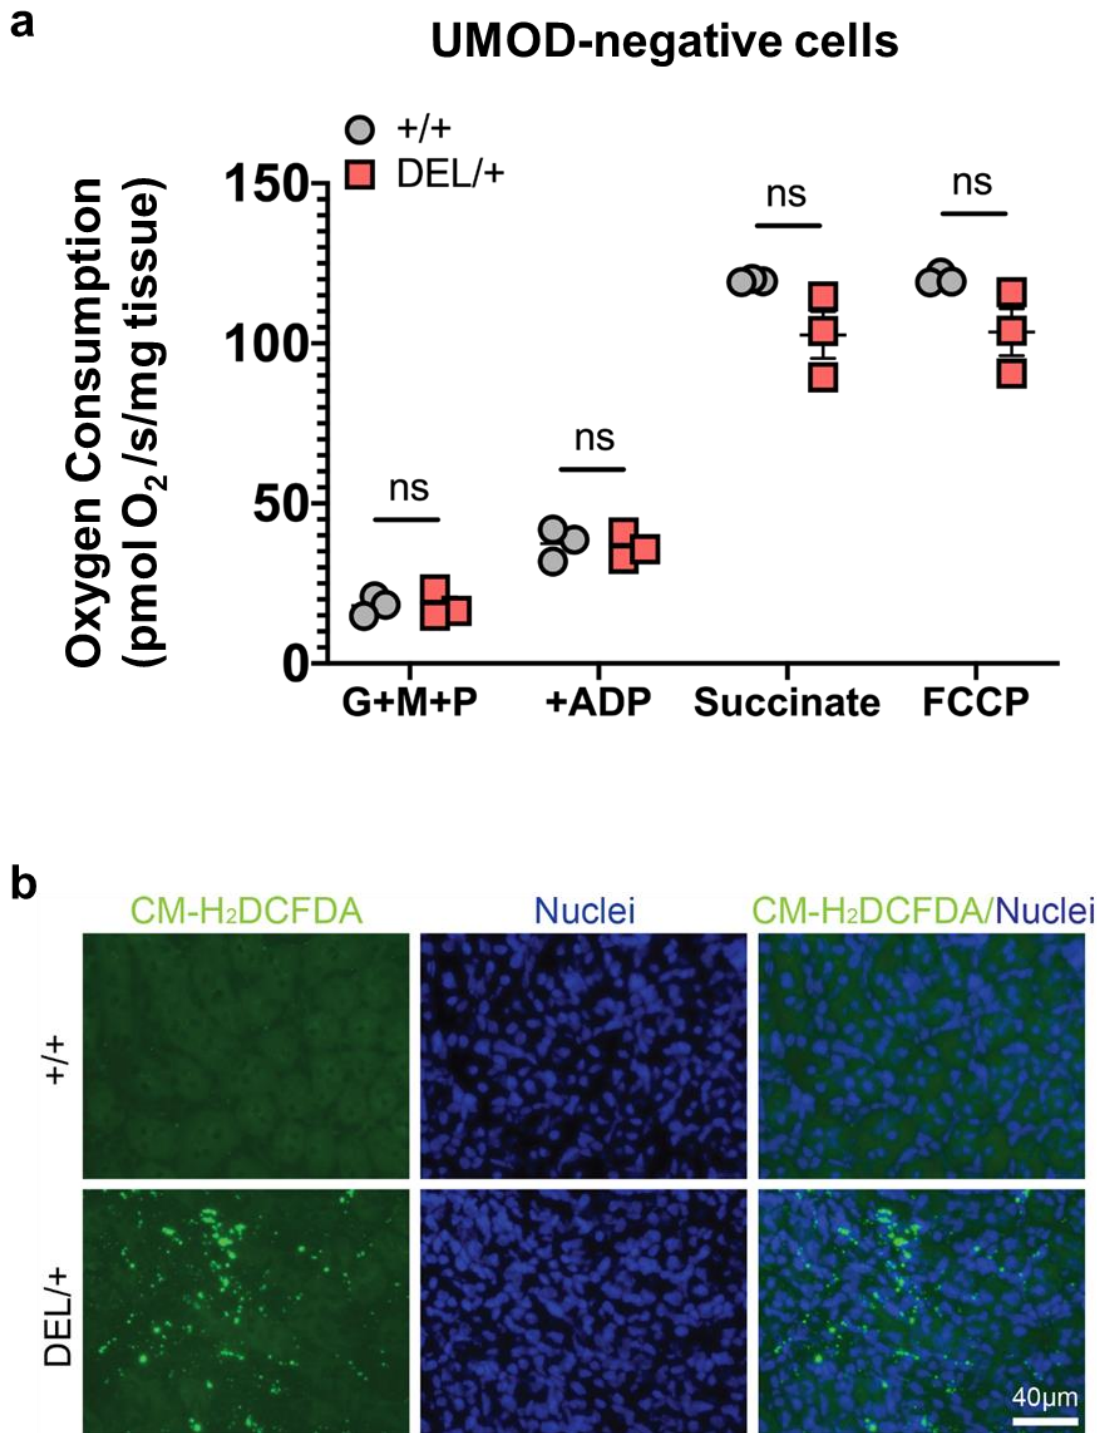 a
UMOD-negative cells
+/+
DEL/+
Oxygen Consumption
(pmol O₂/s/mg tissue)
150
100
50
0
ns
ns
ns
ns
G+M+P
+ADP
Succinate
FCCP
b
CM-H₂DCFDA
Nuclei
CM-H₂DCFDA/Nuclei
+/+
DEL/+
40µm